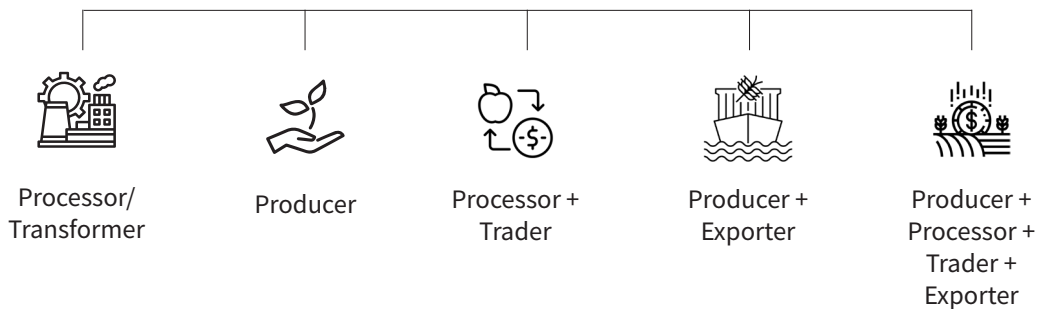 $
$
Processor/
Transformer
Producer
Processor +
Trader
Producer +
Exporter
Producer +
Processor +
Trader +
Exporter